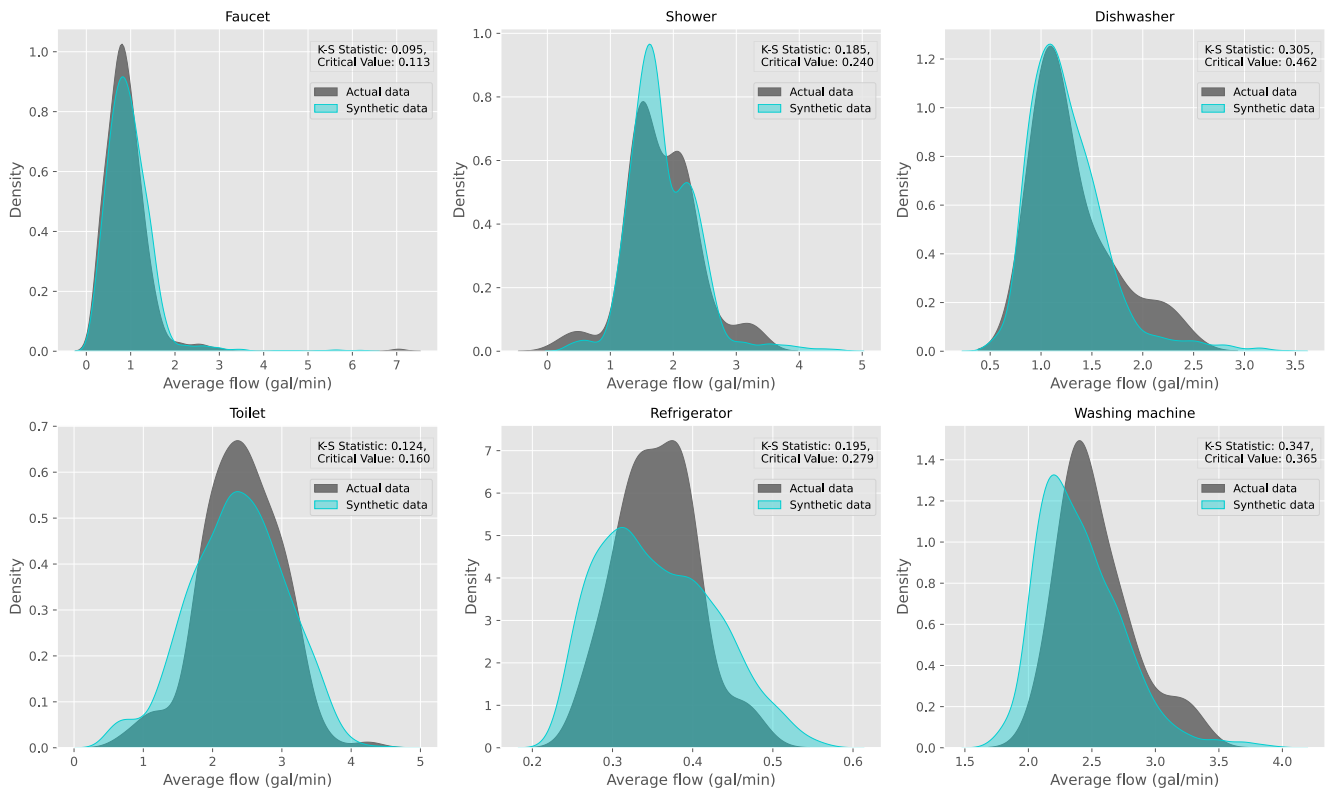 Faucet
K-S Statistic: 0.095,
Critical Value: 0.113
Actual data
Synthetic data
1.0
0.8
0.6
0.4
0.2
0.0
Density
0 1 2 3 4 5 6 7
Average flow (gal/min)
Shower
K-S Statistic: 0.185,
Critical Value: 0.240
Actual data
Synthetic data
1.0
0.8
0.6
0.4
0.2
0.0
Density
0 1 2 3 4 5
Average flow (gal/min)
Dishwasher
K-S Statistic: 0.305,
Critical Value: 0.462
Actual data
Synthetic data
1.2
1.0
0.8
0.6
0.4
0.2
0.0
Density
0.5 1.0 1.5 2.0 2.5 3.0 3.5
Average flow (gal/min)
Toilet
K-S Statistic: 0.124,
Critical Value: 0.160
Actual data
Synthetic data
0.7
0.6
0.5
0.4
0.3
0.2
0.1
0.0
Density
0 1 2 3 4 5
Average flow (gal/min)
Refrigerator
K-S Statistic: 0.195,
Critical Value: 0.279
Actual data
Synthetic data
7
6
5
4
3
2
1
0
Density
0.2 0.3 0.4 0.5 0.6
Average flow (gal/min)
Washing machine
K-S Statistic: 0.347,
Critical Value: 0.365
Actual data
Synthetic data
1.4
1.2
1.0
0.8
0.6
0.4
0.2
0.0
Density
1.5 2.0 2.5 3.0 3.5 4.0
Average flow (gal/min)